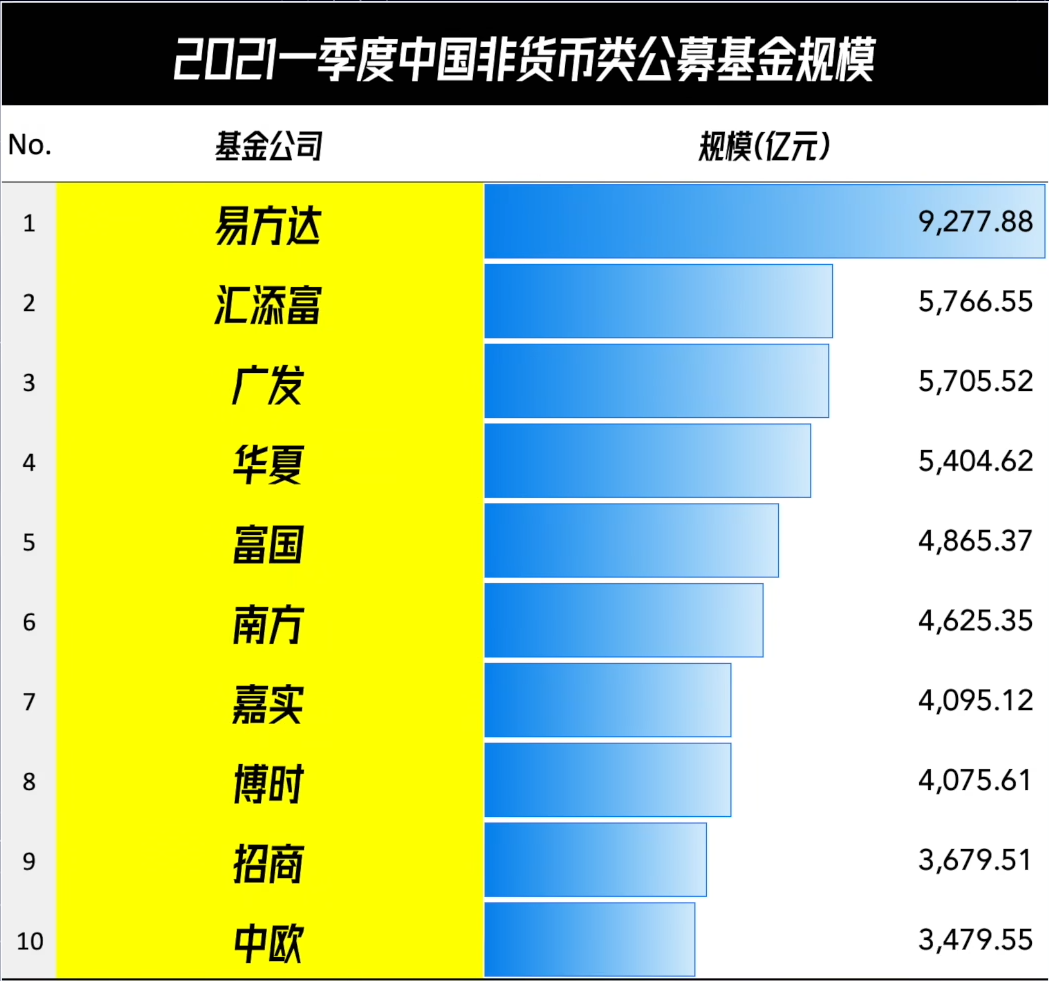 2021一季度中国非货币类公募基金规模
No. 基金公司 规模(亿元)
1 易方达 9,277.88
2 汇添富 5,766.55
3 广发 5,705.52
4 华夏 5,404.62
5 富国 4,865.37
6 南方 4,625.35
7 嘉实 4,095.12
8 博时 4,075.61
9 招商 3,679.51
10 中欧 3,479.55